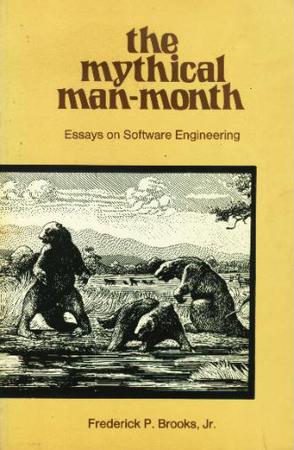 the
mythical
man-month
Essays on Software Engineering
Frederick P. Brooks, Jr.